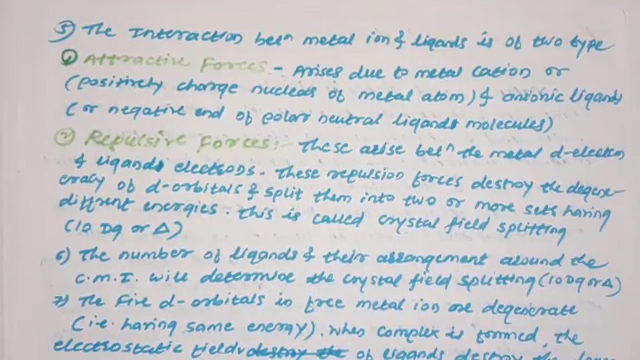 5) The Interaction betn metal ion & ligands is of two type
① Attractive Forces - Arises due to metal cation or
(positively charge nucleus of metal atom) & anionic ligands
(or negative end of polar neutral ligands molecules)
② Repulsive Forces:- These arise betn the metal d-electron
& ligands electrons. These repulsion forces destroy the degene-
eracy of d-orbitals & split them into two or more sets having
different energies. This is called crystal field splitting
(10 Dq or Δ)
6) The number of ligands & their arrangement around the
C.M.I. will determine the crystal field splitting (10 Dq or Δ)
7) The Five d-orbitals in free metal ion are degenerate
(i.e. having same energy). When complex is formed, the
electrostatic field of ligands destroy the